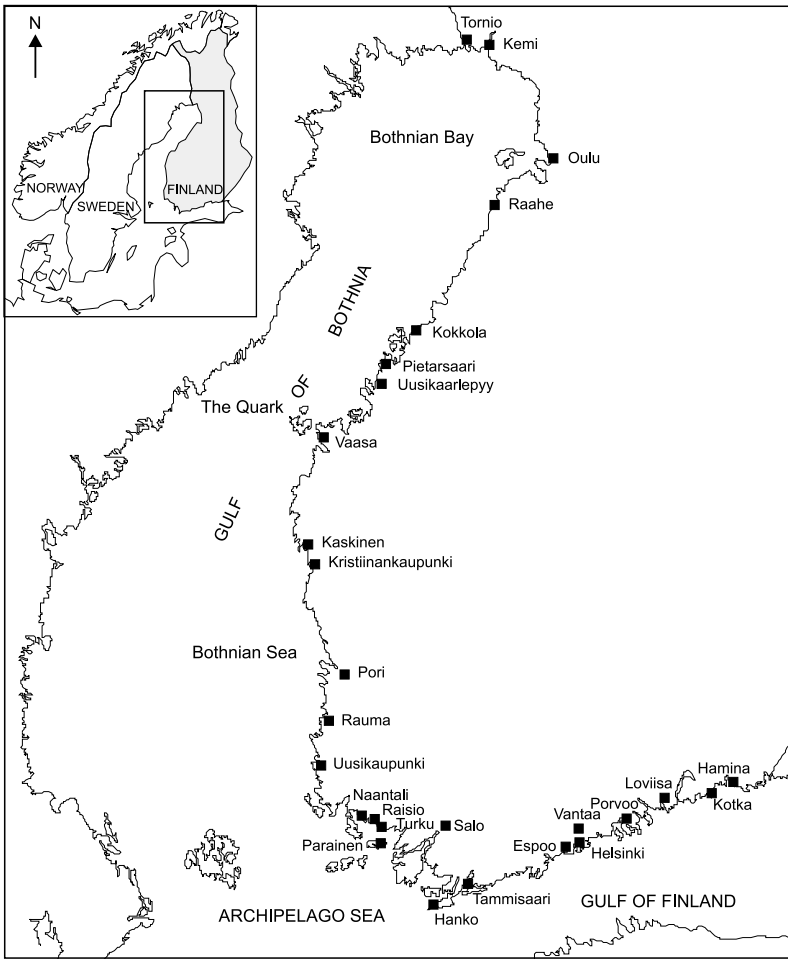 N
NORWAY
SWEDEN
FINLAND
Tornio
Kemi
Bothnian Bay
Oulu
Raahe
BOTHNIA
Kokkola
Pietarsaari
Uusikaarlepyy
OF
The Quark
Vaasa
GULF
Kaskinen
Kristiinankaupunki
Bothnian Sea
Pori
Rauma
Uusikaupunki
Naantali
Raisio
Turku
Parainen
Salo
Tammisaari
Hanko
ARCHIPELAGO SEA
Hamina
Loviisa
Kotka
Porvoo
Vantaa
Espoo
Helsinki
GULF OF FINLAND